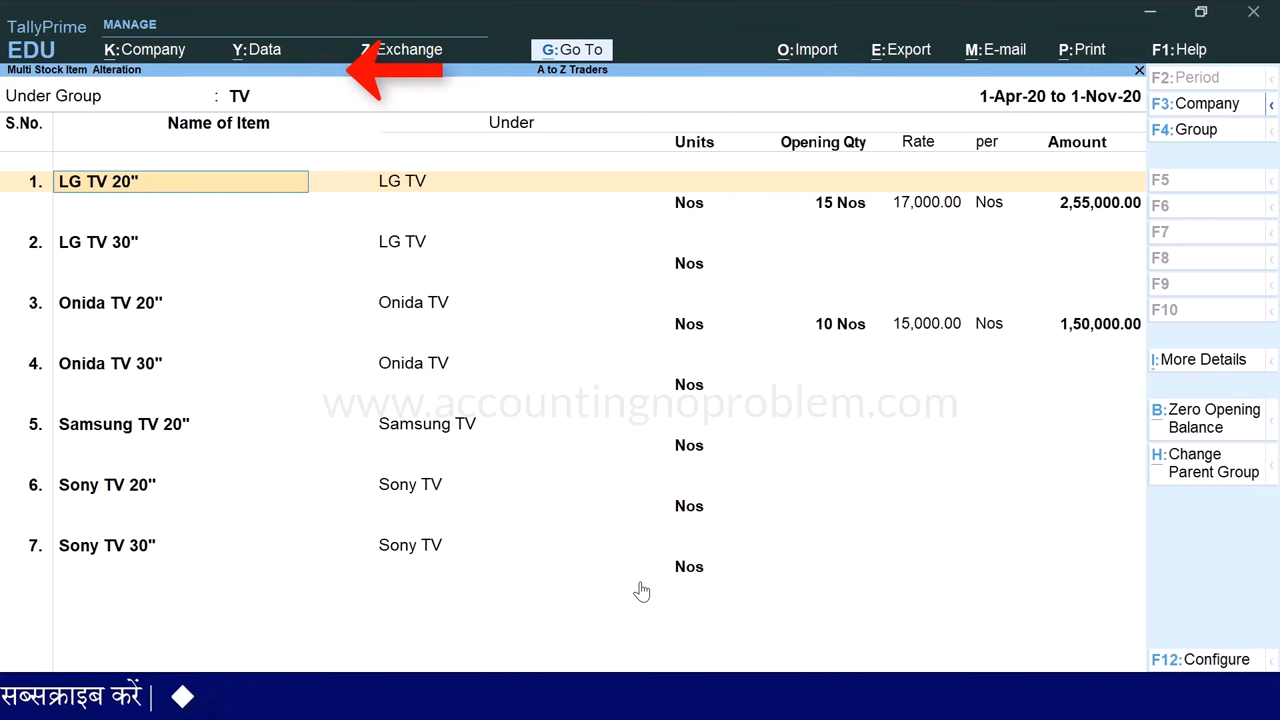 TallyPrime MANAGE
EDU K:Company Y:Data Z:Exchange G:Go To O:Import E:Export M:E-mail P:Print F1:Help
Multi Stock Item Alteration A to Z Traders
Under Group : TV 1-Apr-20 to 1-Nov-20
S.No. Name of Item Under
Units Opening Qty Rate per Amount
1. LG TV 20" LG TV
Nos 15 Nos 17,000.00 Nos 2,55,000.00
2. LG TV 30" LG TV
Nos
3. Onida TV 20" Onida TV
Nos 10 Nos 15,000.00 Nos 1,50,000.00
4. Onida TV 30" Onida TV
Nos
www.accountingnoproblem.com
5. Samsung TV 20" Samsung TV
Nos
6. Sony TV 20" Sony TV
Nos
7. Sony TV 30" Sony TV
Nos
F2:Period
F3:Company
F4:Group
F5
F6
F7
F8
F9
F10
I:More Details
B:Zero Opening
Balance
H:Change
Parent Group
F12:Configure
सब्सक्राइब करें |